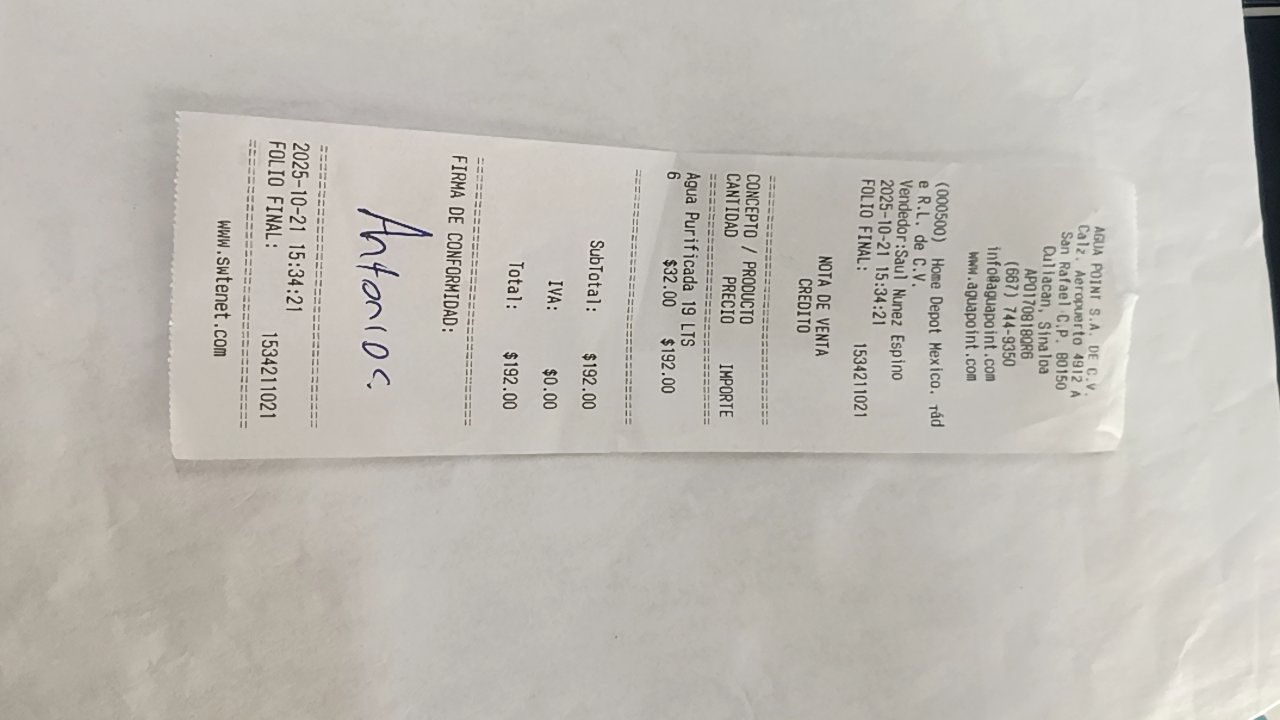 AGUA POINT S.A. DE C.V.
Calz. Aeropuerto 4912 A
San Rafael C.P. 80150
Culiacan, Sinaloa
APO170818QR6
(667) 744-9350
info@aguapoint.com
www.aguapoint.com
(000500) Home Depot Mexico. rád
e R.L. de C.V.
Vendedor:Saul Nunez Espino
2025-10-21 15:34:21
FOLIO FINAL: 1534211021
NOTA DE VENTA
CREDITO
CONCEPTO / PRODUCTO
CANTIDAD PRECIO IMPORTE
Agua Purificada 19 LTS
6 $32.00 $192.00
SubTotal: $192.00
IVA: $0.00
Total: $192.00
FIRMA DE CONFORMIDAD:
2025-10-21 15:34:21
FOLIO FINAL: 1534211021
www.swtenet.com